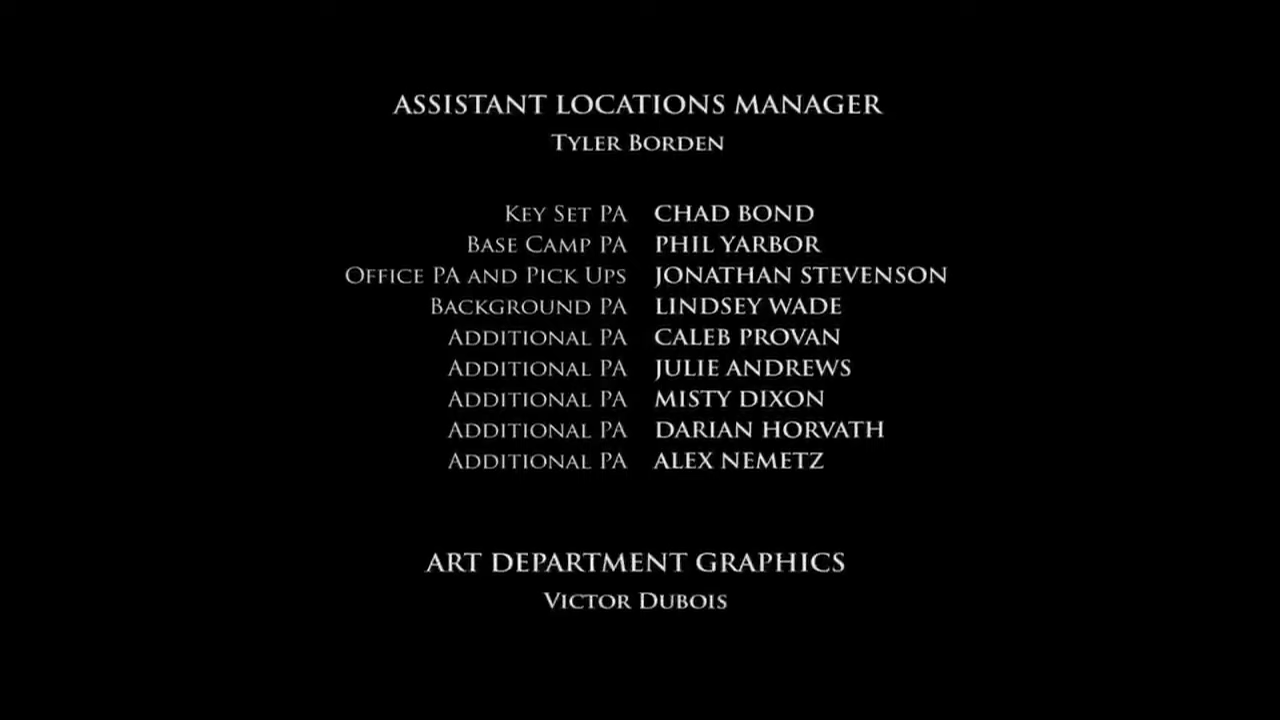 ASSISTANT LOCATIONS MANAGER
TYLER BORDEN
KEY SET PA CHAD BOND
BASE CAMP PA PHIL YARBOR
OFFICE PA AND PICK UPS JONATHAN STEVENSON
BACKGROUND PA LINDSEY WADE
ADDITIONAL PA CALEB PROVAN
ADDITIONAL PA JULIE ANDREWS
ADDITIONAL PA MISTY DIXON
ADDITIONAL PA DARIAN HORVATH
ADDITIONAL PA ALEX NEMETZ
ART DEPARTMENT GRAPHICS
VICTOR DUBOIS